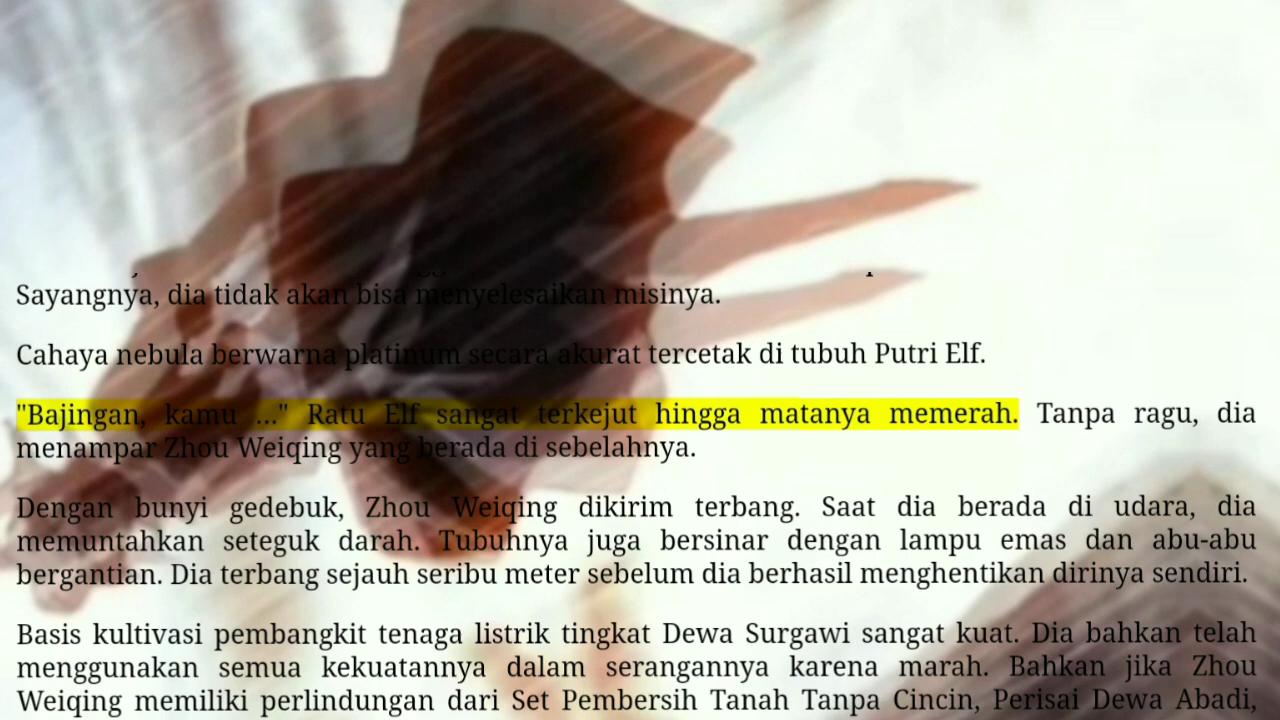 Sayangnya, dia tidak akan bisa menyelesaikan misinya.
Cahaya nebula berwarna platinum secara akurat tercetak di tubuh Putri Elf.
"Bajingan, kamu ..." Ratu Elf sangat terkejut hingga matanya memerah. Tanpa ragu, dia
menampar Zhou Weiqing yang berada di sebelahnya.
Dengan bunyi gedebuk, Zhou Weiqing dikirim terbang. Saat dia berada di udara, dia
memuntahkan seteguk darah. Tubuhnya juga bersinar dengan lampu emas dan abu-abu
bergantian. Dia terbang sejauh seribu meter sebelum dia berhasil menghentikan dirinya sendiri.
Basis kultivasi pembangkit tenaga listrik tingkat Dewa Surgawi sangat kuat. Dia bahkan telah
menggunakan semua kekuatannya dalam serangannya karena marah. Bahkan jika Zhou
Weiqing memiliki perlindungan dari Set Pembersih Tanah Tanpa Cincin, Perisai Dewa Abadi,